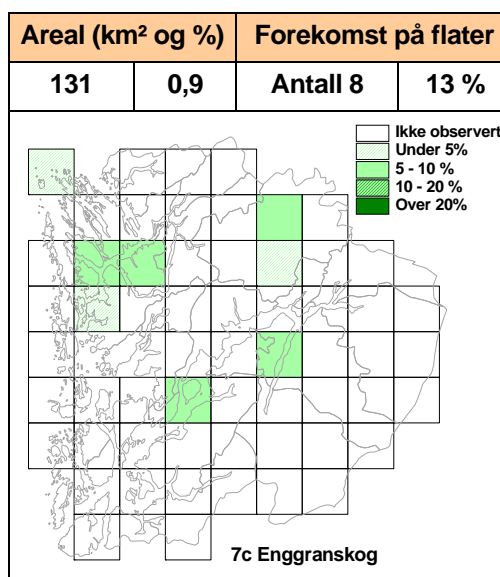 Areal (km² og %) Forekomst på flater
131 0,9 Antall 8 13 %
Ikke observert
Under 5%
5 - 10 %
10 - 20 %
Over 20%
7c Enggranskog